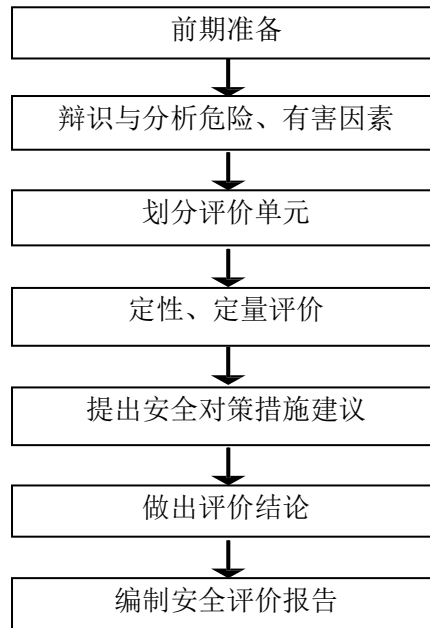 前期准备
辩识与分析危险、有害因素
划分评价单元
定性、定量评价
提出安全对策措施建议
做出评价结论
编制安全评价报告